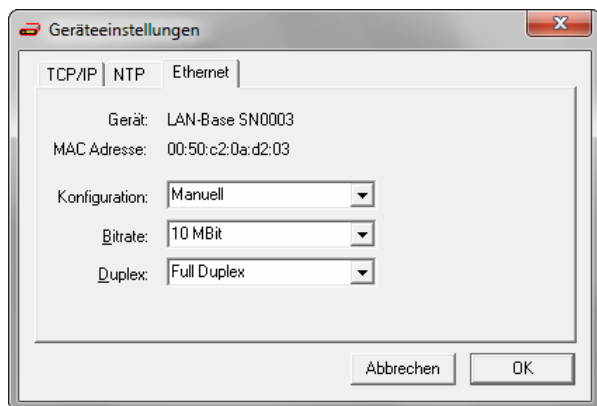 Geräteeinstellungen
TCP/IP NTP Ethernet
Gerät: LAN-Base SN0003
MAC Adresse: 00:50:c2:0a:d2:03
Konfiguration: Manuell
Bitrate: 10 MBit
Duplex: Full Duplex
Abbrechen OK